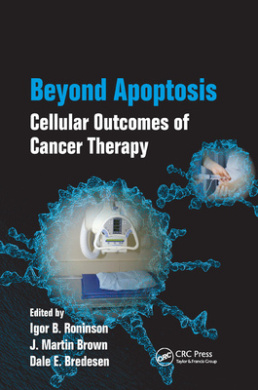 Beyond Apoptosis
Cellular Outcomes of
Cancer Therapy
Edited by
Igor B. Roninson
J. Martin Brown
Dale E. Bredesen
CRC
CRC Press
Taylor & Francis Group